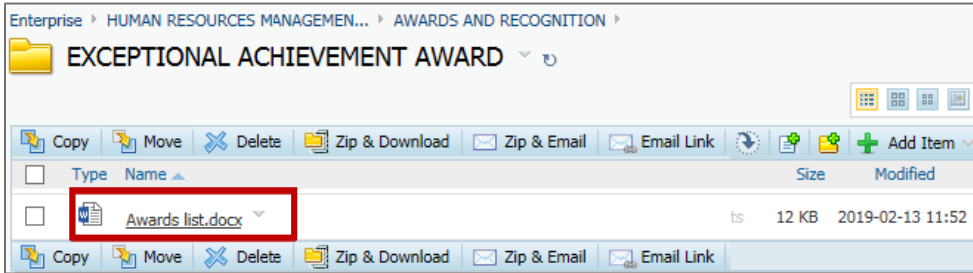 Enterprise HUMAN RESOURCES MANAGEMEN... AWARDS AND RECOGNITION
EXCEPTIONAL ACHIEVEMENT AWARD
Copy Move Delete Zip & Download Zip & Email Email Link Add Item
Type Name Size Modified
Awards list.docx ts 12 KB 2019-02-13 11:52
Copy Move Delete Zip & Download Zip & Email Email Link